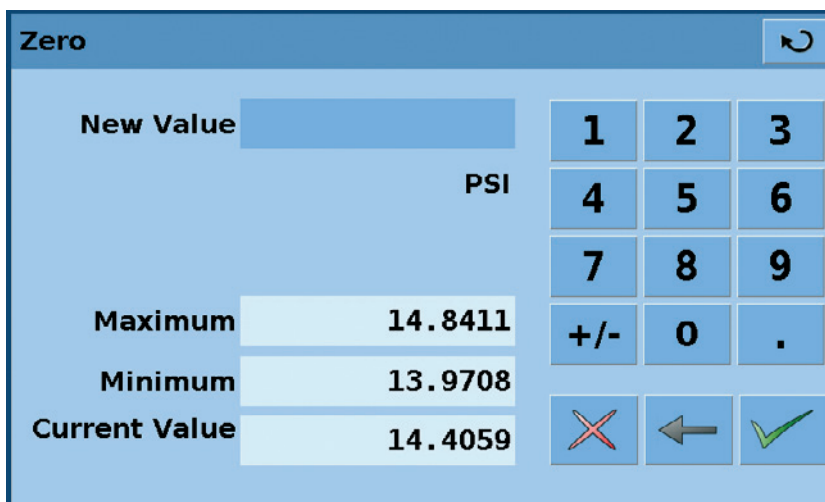 Zero
New Value
PSI
Maximum 14.8411
Minimum 13.9708
Current Value 14.4059
1 2 3
4 5 6
7 8 9
+/- 0 .